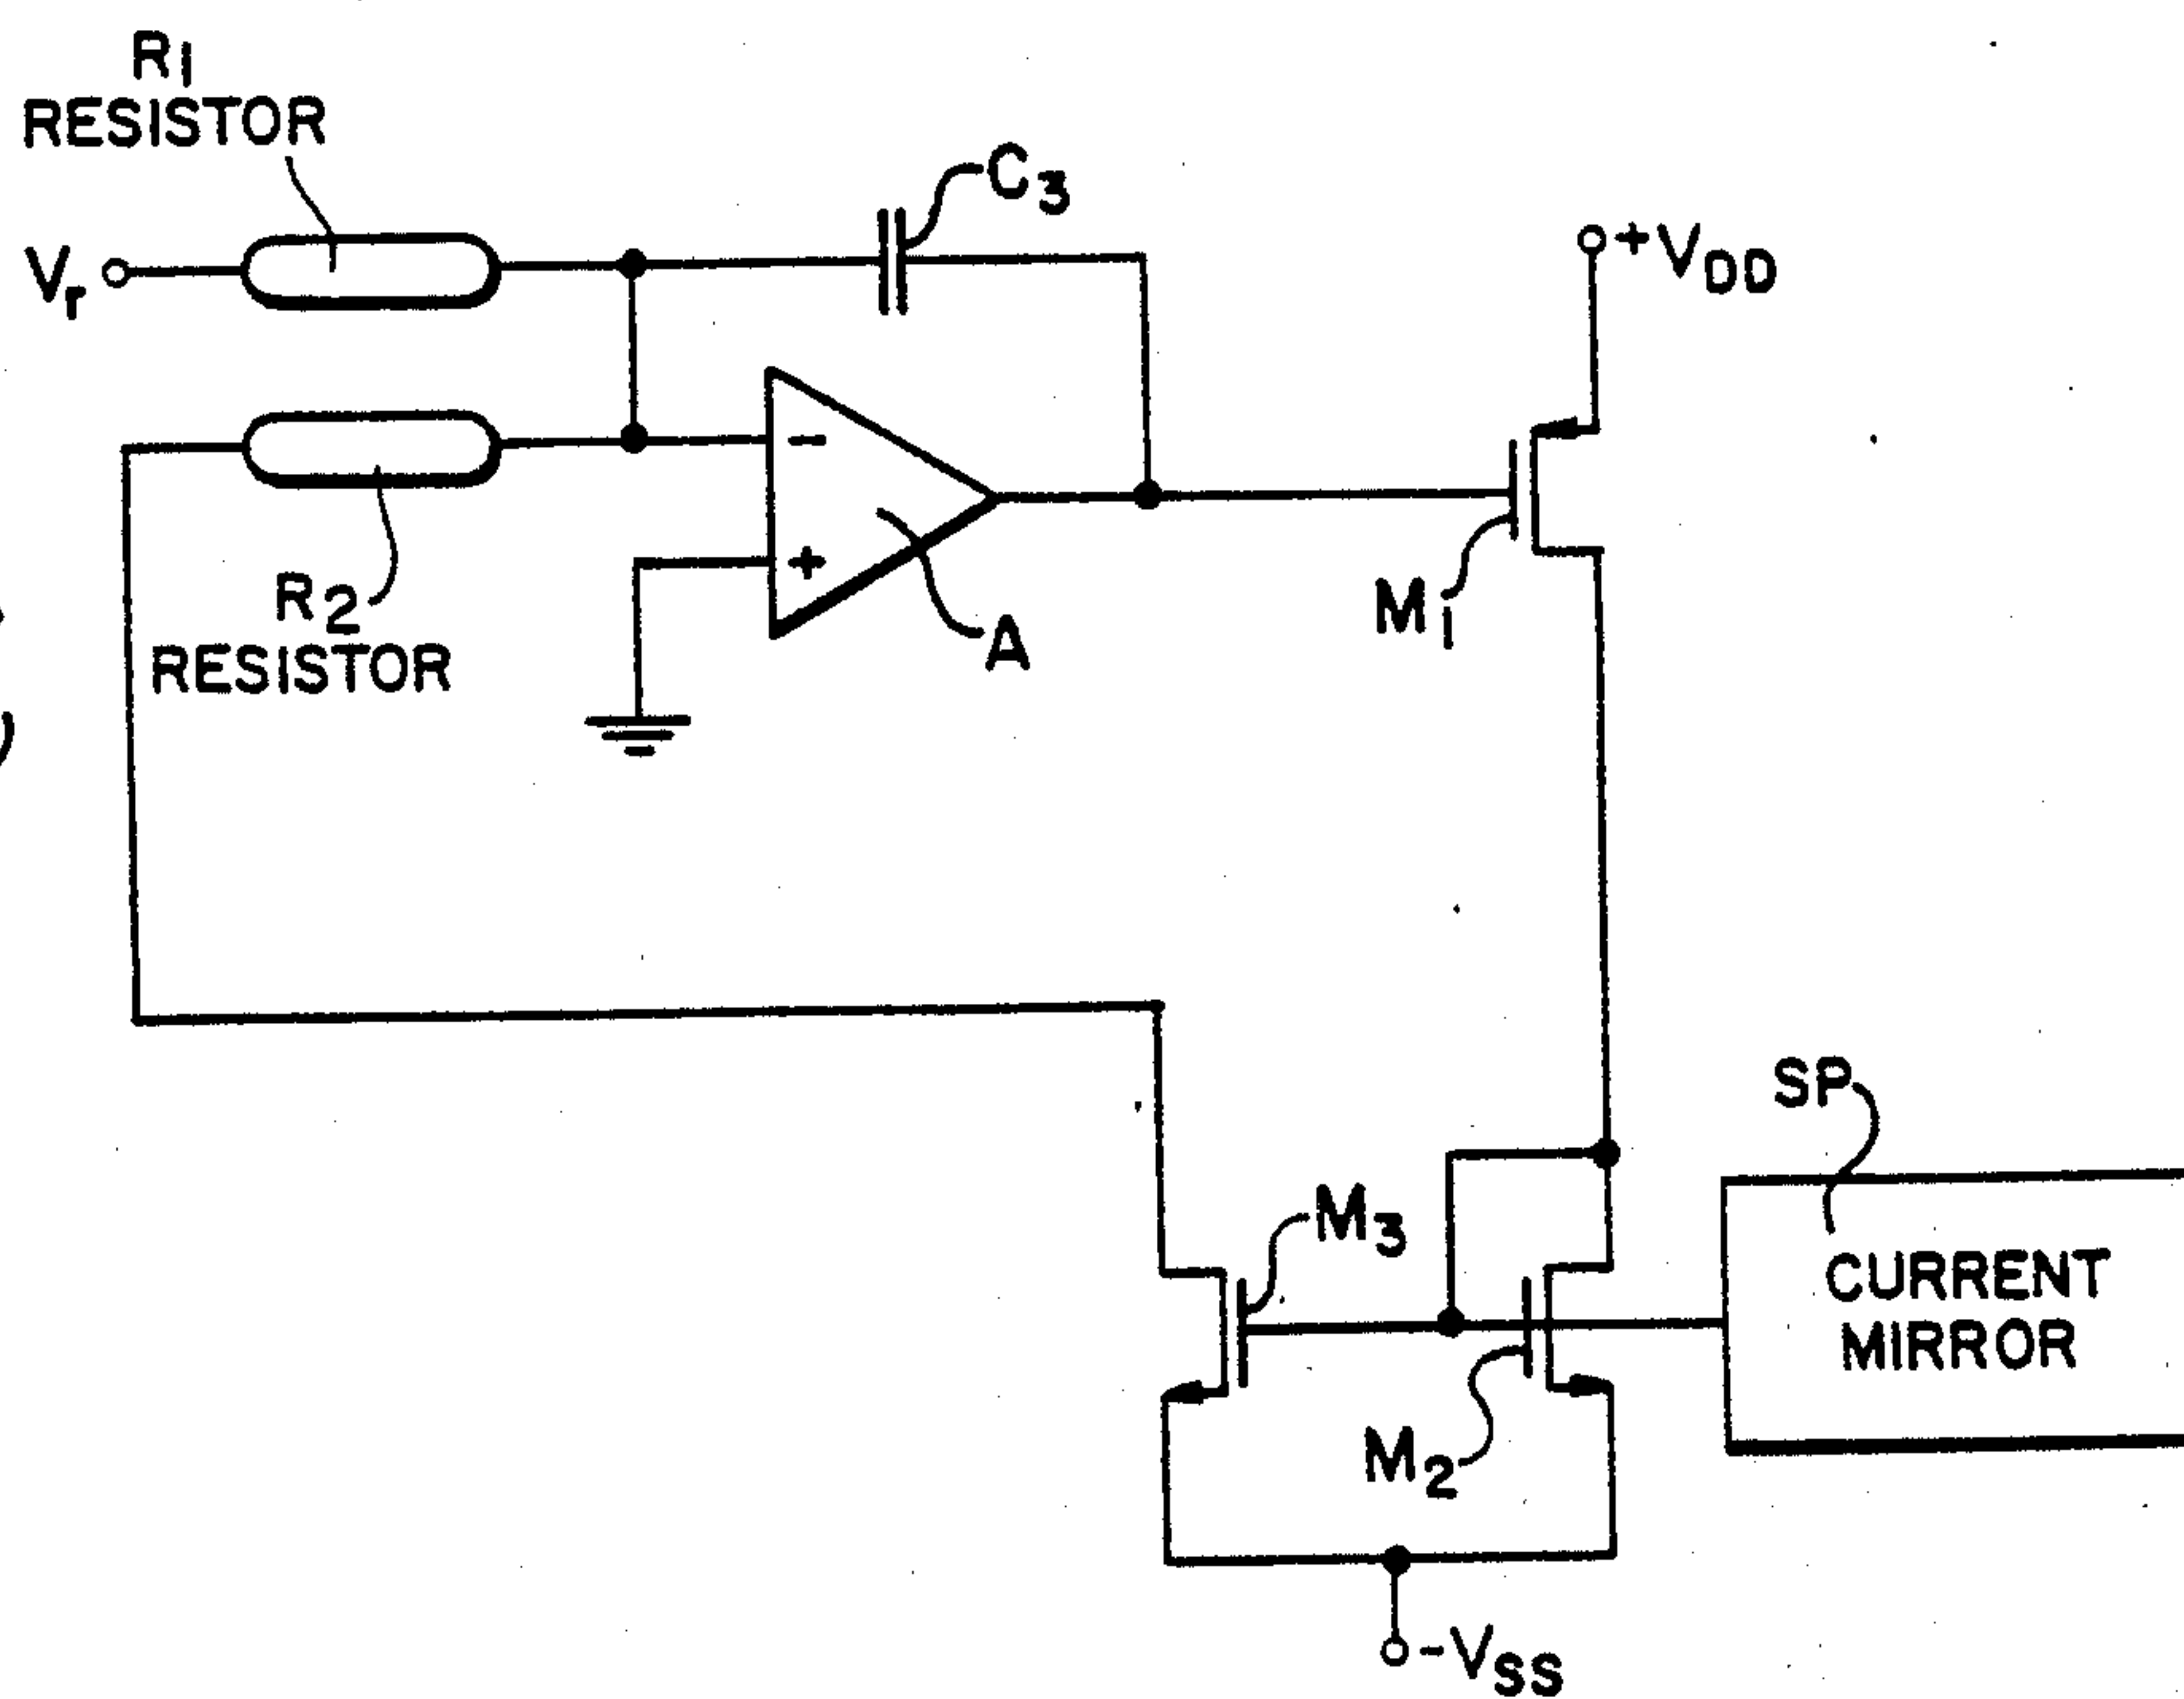 R1
RESISTOR
C3
Vr
+VDD
-
+
R2
RESISTOR
A
M1
SP
M3
CURRENT
MIRROR
M2
-VSS